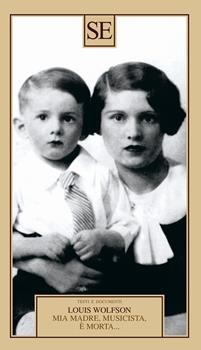 SE
TESTI E DOCUMENTI
LOUIS WOLFSON
MIA MADRE, MUSICISTA,
È MORTA...